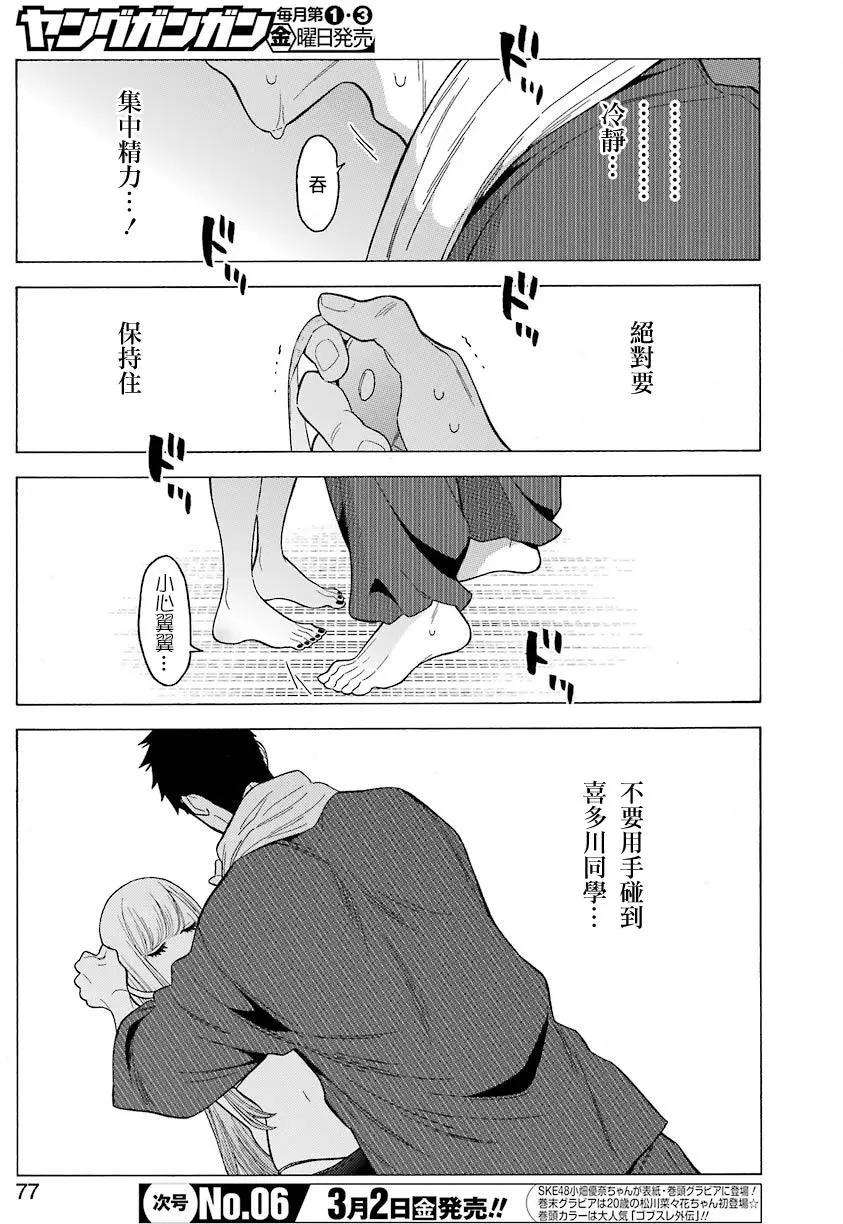 ヤングガンガン
毎月第❶・❸
金曜日発売
…………
…………
冷靜…
吞
集中精力…!
ドッ
ドッ
ドッ
ドッ
絕對要
保持住
ドッ
ドッ
小心翼翼…
不要用手碰到
喜多川同學…
77
次号 No.06 3月2日金発売!!
SKE48小畑優奈ちゃんが表紙・巻頭グラビアに登場!
巻末グラビアは20歳の松川菜々花ちゃん初登場☆
巻頭カラーは大人気「ゴブスレ外伝」!!